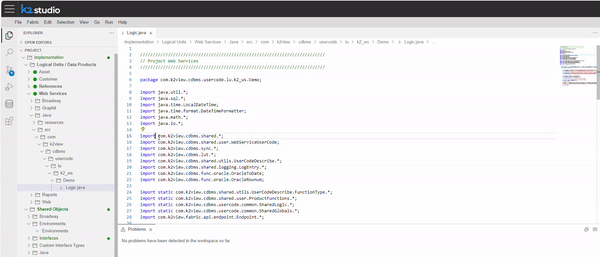 k2studio
File Fabric Edit Selection View Go Run Help
EXPLORER
OPEN EDITORS
PROJECT
Implementation
Logical Units / Data Products
Asset
Customer
References
Web Services
Broadway
Graphit
Java
resources
src
com
k2view
cdbms
usercode
lu
k2_ws
Demo
Logic.java
Reports
Web
Shared Objects
Broadway
Environments
Environments
Interfaces
Custom Interface Types
Java
Logic.java
Implementation > Logical Units > Web Services > Java > src > com > k2view > cdbms > usercode > lu > k2_ws > Demo > Logic.java > ...
1 /////////////////////////////////////////////////////////////////////////
2 // Project Web Services
3 /////////////////////////////////////////////////////////////////////////
4
5 package com.k2view.cdbms.usercode.lu.k2_ws.Demo;
6
7
8 import java.util.*;
9 import java.sql.*;
10 import java.time.LocalDateTime;
11 import java.time.format.DateTimeFormatter;
12 import java.math.*;
13 import java.io.*;
14
15 import com.k2view.cdbms.shared.*;
16 import com.k2view.cdbms.shared.user.WebServiceUserCode;
17 import com.k2view.cdbms.sync.*;
18 import com.k2view.cdbms.lut.*;
19 import com.k2view.cdbms.shared.utils.UserCodeDescribe.*;
20 import com.k2view.cdbms.shared.logging.LogEntry.*;
21 import com.k2view.cdbms.func.oracle.OracleToDate;
22 import com.k2view.cdbms.func.oracle.OracleRownum;
23
24 import static com.k2view.cdbms.shared.utils.UserCodeDescribe.FunctionType.*;
25 import static com.k2view.cdbms.shared.user.ProductFunctions.*;
26 import static com.k2view.cdbms.usercode.common.SharedLogic.*;
27 import static com.k2view.cdbms.usercode.common.SharedGlobals.*;
28 import com.k2view.fabric.api.endpoint.Endpoint.*;
Problems
No problems have been detected in the workspace so far.